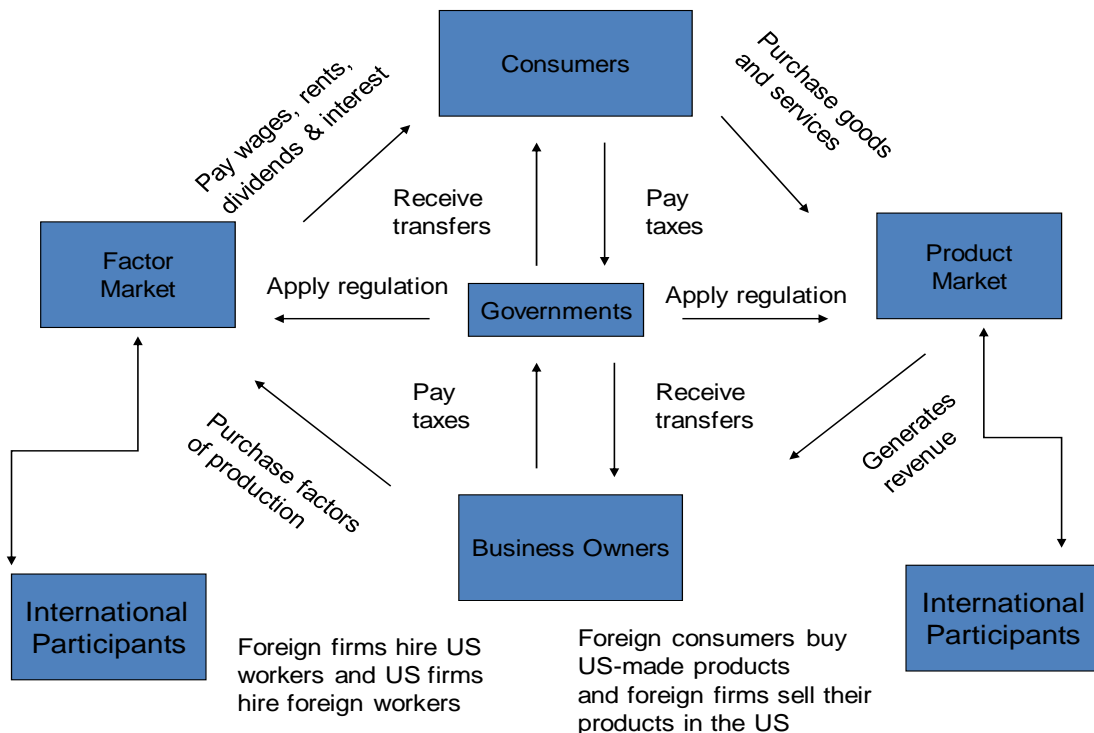 Consumers
Pay wages, rents,
dividends & interest
Purchase goods
and services
Receive
transfers
Pay
taxes
Factor
Market
Product
Market
Apply regulation
Governments
Apply regulation
Pay
taxes
Receive
transfers
Purchase factors
of production
Generates
revenue
Business Owners
International
Participants
International
Participants
Foreign firms hire US
workers and US firms
hire foreign workers
Foreign consumers buy
US-made products
and foreign firms sell their
products in the US